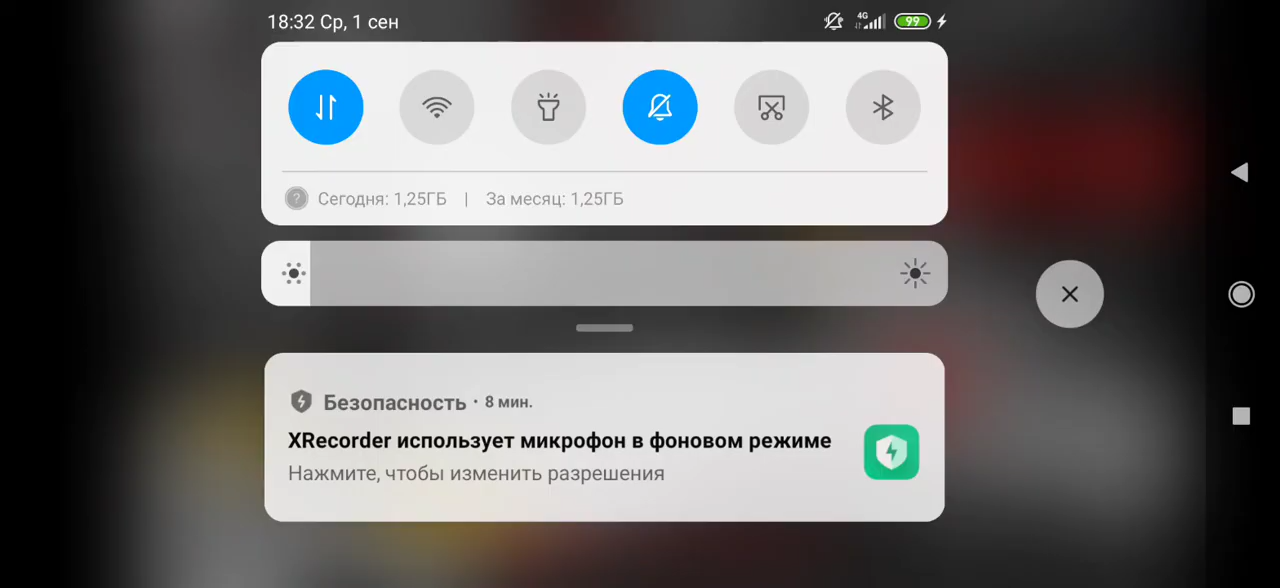 18:32 Ср, 1 сен
4G
99
Сегодня: 1,25ГБ | За месяц: 1,25ГБ
Безопасность · 8 мин.
XRecorder использует микрофон в фоновом режиме
Нажмите, чтобы изменить разрешения